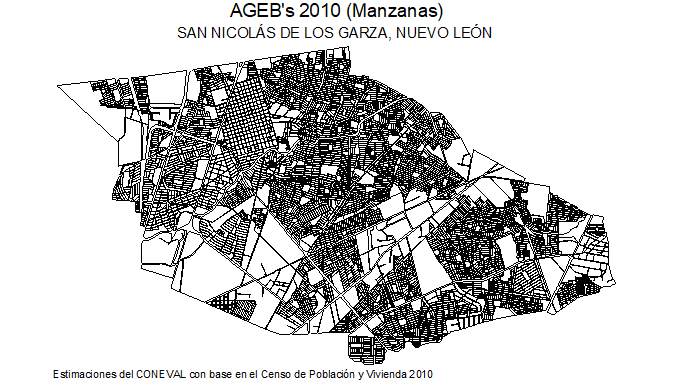 AGEB's 2010 (Manzanas)
SAN NICOLÁS DE LOS GARZA, NUEVO LEÓN
Estimaciones del CONEVAL con base en el Censo de Población y Vivienda 2010